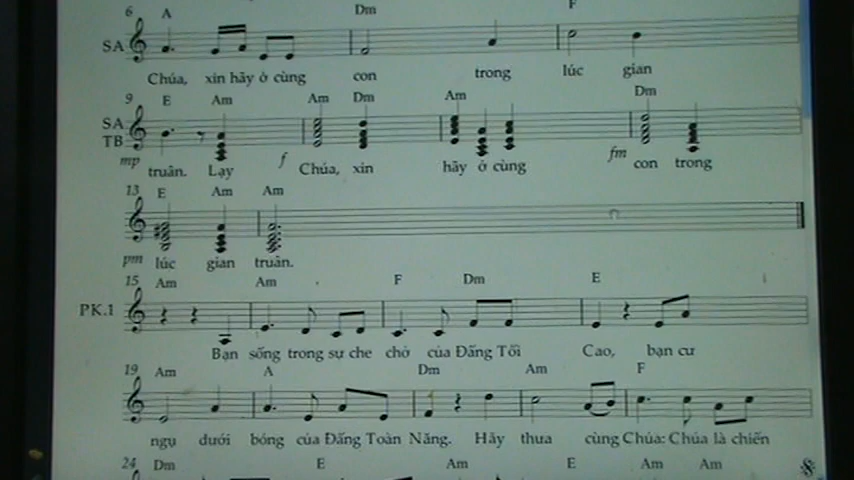 6 A Dm F
SA
Chúa, xin hãy ở cùng con trong lúc gian
9 E Am Am Dm Am Dm
SA
TB
mp f fm
truân. Lạy Chúa, xin hãy ở cùng con trong
13 E Am Am
pm lúc gian truân.
15 Am Am F Dm E
PK.1
Bạn sống trong sự che chở của Đấng Tối Cao, bạn cư
19 Am A Dm Am F
ngụ dưới bóng của Đấng Toàn Năng. Hãy thưa cùng Chúa: Chúa là chiến
24 Dm E Am E Am Am